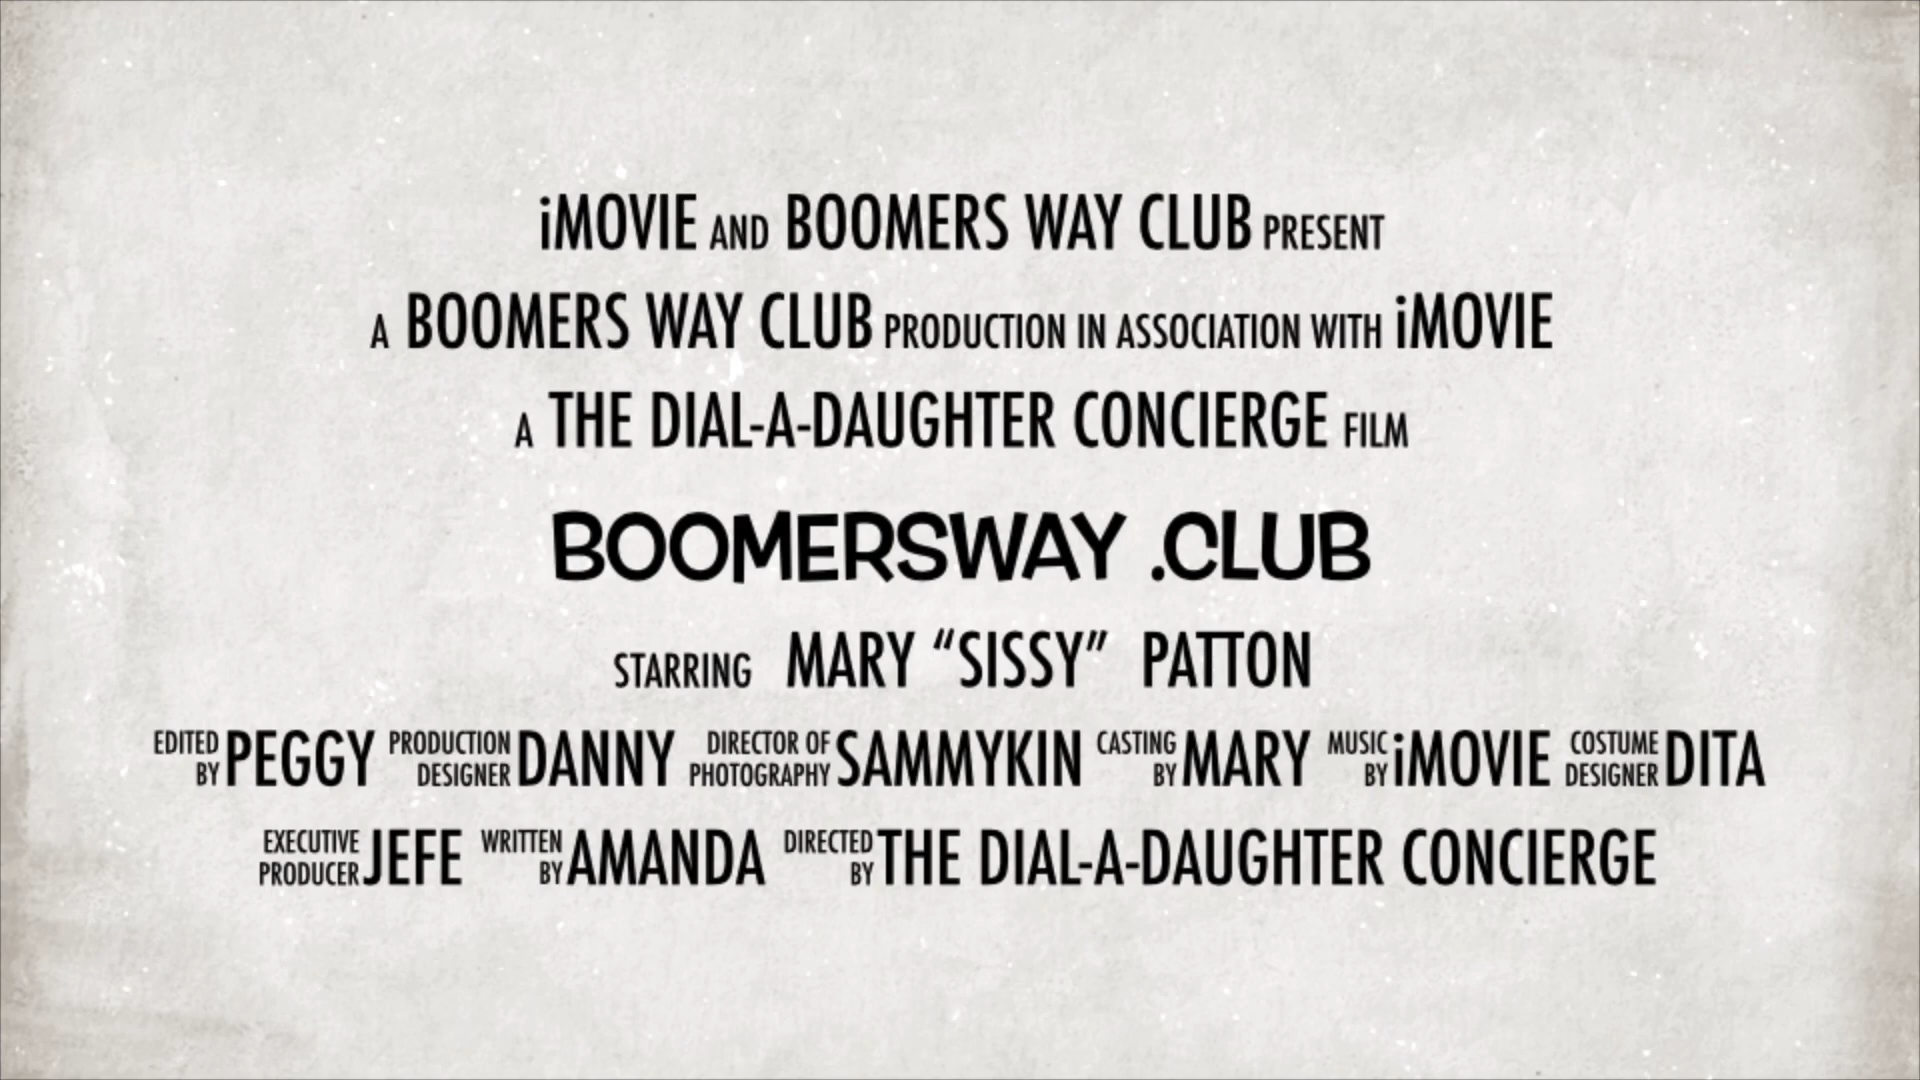 iMOVIE AND BOOMERS WAY CLUB PRESENT
A BOOMERS WAY CLUB PRODUCTION IN ASSOCIATION WITH iMOVIE
A THE DIAL-A-DAUGHTER CONCIERGE FILM
BOOMERSWAY .CLUB
STARRING MARY “SISSY” PATTON
EDITED BY PEGGY PRODUCTION DESIGNER DANNY DIRECTOR OF PHOTOGRAPHY SAMMYKIN CASTING BY MARY MUSIC BY iMOVIE COSTUME DESIGNER DITA
EXECUTIVE PRODUCER JEFE WRITTEN BY AMANDA DIRECTED BY THE DIAL-A-DAUGHTER CONCIERGE